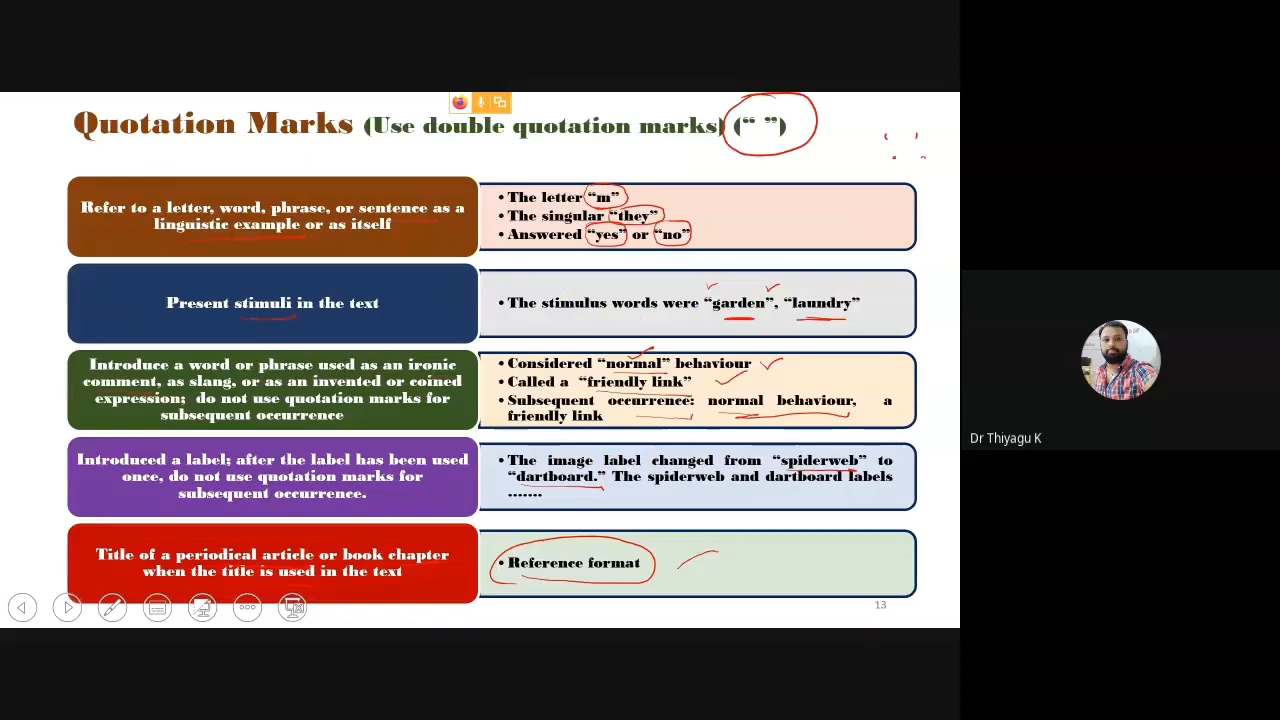 Quotation Marks (Use double quotation marks) (“ ”)
Refer to a letter, word, phrase, or sentence as a
linguistic example or as itself
• The letter “m”
• The singular “they”
• Answered “yes” or “no”
Present stimuli in the text
• The stimulus words were “garden”, “laundry”
Introduce a word or phrase used as an ironic
comment, as slang, or as an invented or coined
expression; do not use quotation marks for
subsequent occurrence
• Considered “normal” behaviour
• Called a “friendly link”
• Subsequent occurrence: normal behaviour, a
friendly link
Introduced a label; after the label has been used
once, do not use quotation marks for
subsequent occurrence.
• The image label changed from “spiderweb” to
“dartboard.” The spiderweb and dartboard labels
.......
Title of a periodical article or book chapter
when the title is used in the text
• Reference format
13
Dr Thiyagu K